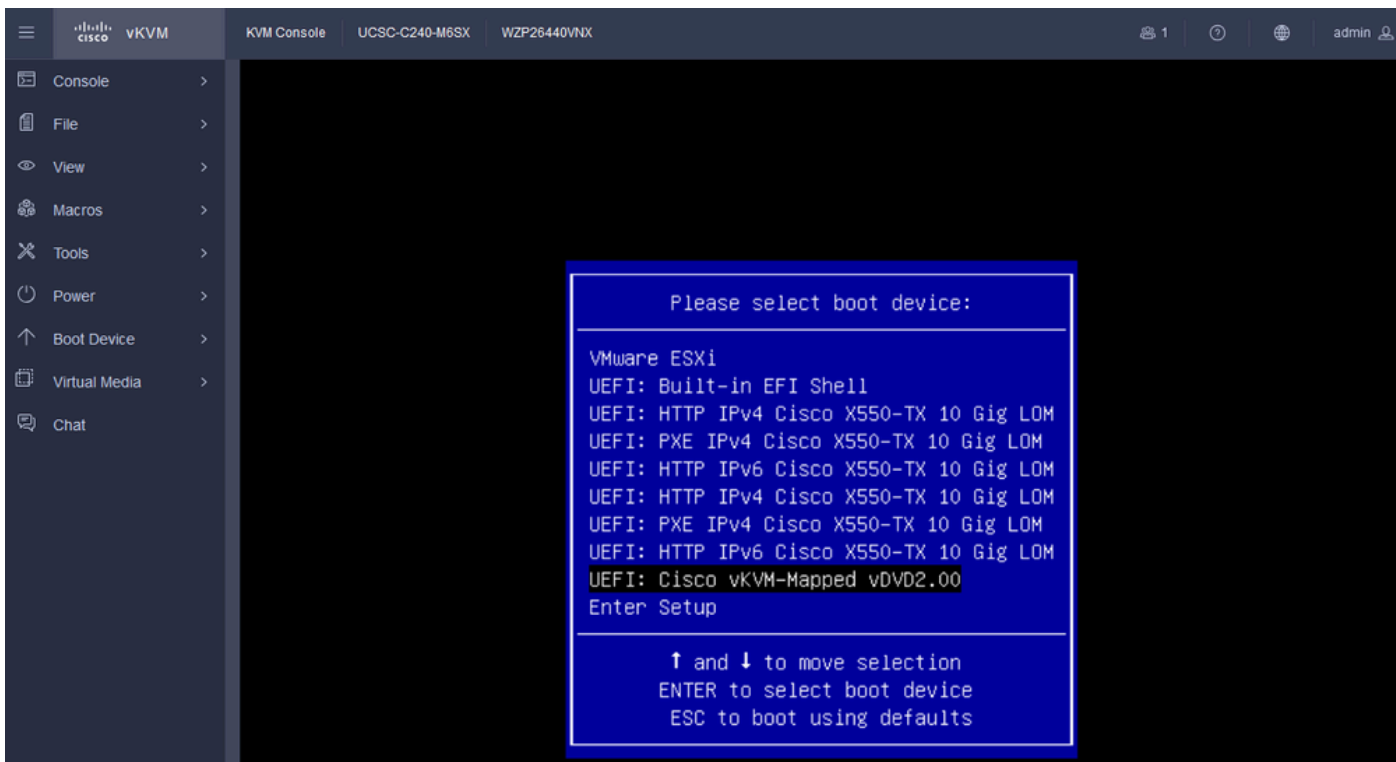 cisco vKVM KVM Console UCSC-C240-M6SX WZP26440VNX 1 admin
Console
File
View
Macros
Tools
Power
Boot Device
Virtual Media
Chat
Please select boot device:
VMware ESXi
UEFI: Built-in EFI Shell
UEFI: HTTP IPv4 Cisco X550-TX 10 Gig LOM
UEFI: PXE IPv4 Cisco X550-TX 10 Gig LOM
UEFI: HTTP IPv6 Cisco X550-TX 10 Gig LOM
UEFI: HTTP IPv4 Cisco X550-TX 10 Gig LOM
UEFI: PXE IPv4 Cisco X550-TX 10 Gig LOM
UEFI: HTTP IPv6 Cisco X550-TX 10 Gig LOM
UEFI: Cisco vKVM-Mapped vDVD2.00
Enter Setup
↑ and ↓ to move selection
ENTER to select boot device
ESC to boot using defaults